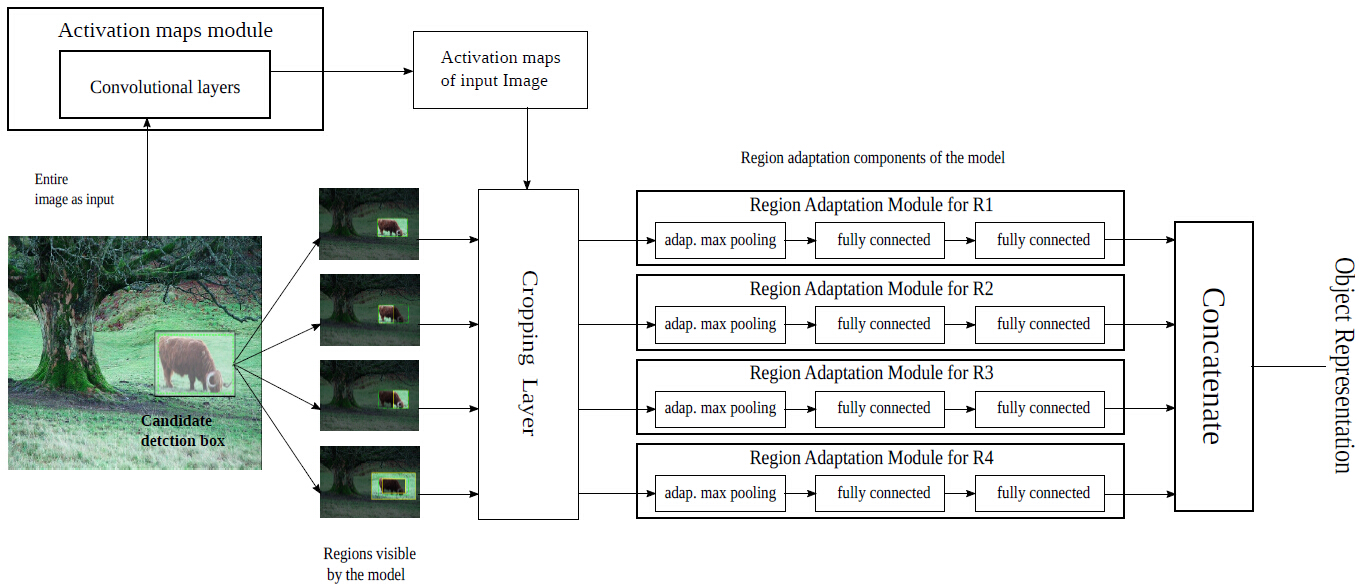 Activation maps module
Convolutional layers
Activation maps
of input Image
Entire
image as input
Candidate
detction box
Regions visible
by the model
Cropping Layer
Region adaptation components of the model
Region Adaptation Module for R1
adap. max pooling
fully connected
fully connected
Region Adaptation Module for R2
adap. max pooling
fully connected
fully connected
Region Adaptation Module for R3
adap. max pooling
fully connected
fully connected
Region Adaptation Module for R4
adap. max pooling
fully connected
fully connected
Concatenate
Object Representation